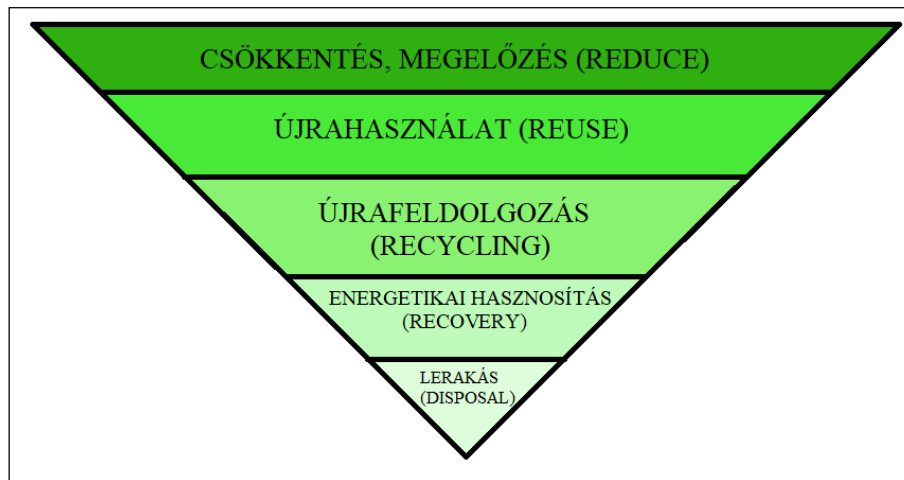 CSÖKKENTÉS, MEGELŐZÉS (REDUCE)
ÚJRAHASZNÁLAT (REUSE)
ÚJRAFELDOLGOZÁS
(RECYCLING)
ENERGETIKAI HASZNOSÍTÁS
(RECOVERY)
LERAKÁS
(DISPOSAL)